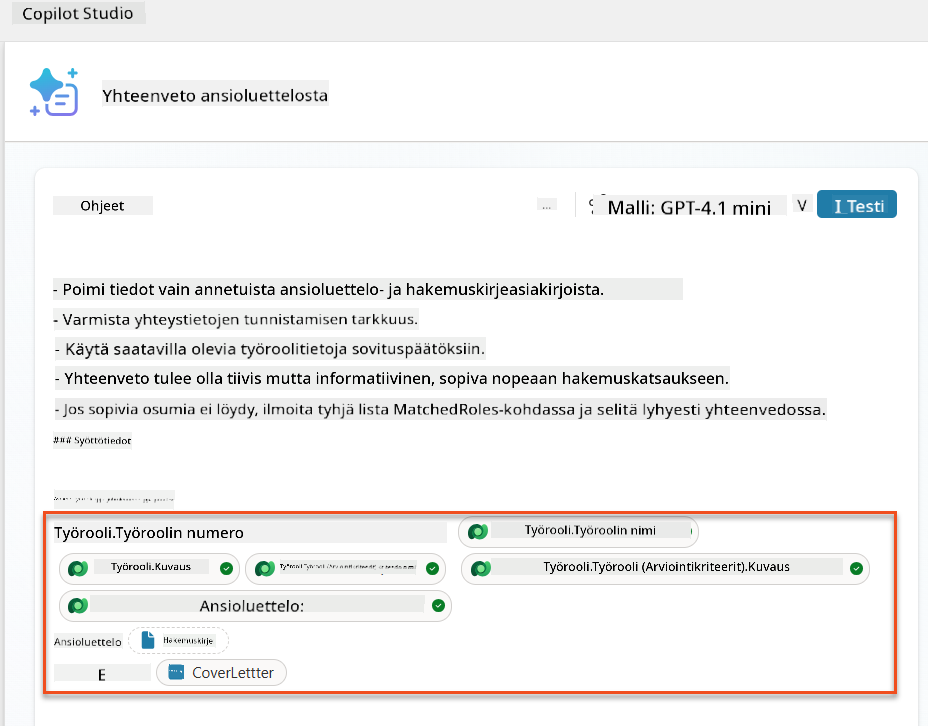 Copilot Studio
Yhteenveto ansioluettelosta
Ohjeet ... Malli: GPT-4.1 mini V I Testi
- Poimi tiedot vain annetuista ansioluettelo- ja hakemuskirjeasiakirjoista.
- Varmista yhteystietojen tunnistamisen tarkkuus.
- Käytä saatavilla olevia työroolitietoja sovituspäätöksiin.
- Yhteenveto tulee olla tiivis mutta informatiivinen, sopiva nopeaan hakemuskatsaukseen.
- Jos sopivia osumia ei löydy, ilmoita tyhjä lista MatchedRoles-kohdassa ja selitä lyhyesti yhteenvedossa.
### Syöttötiedot
Työrooli.Työroolin numero Työrooli.Työroolin nimi
Työrooli.Kuvaus Työrooli.Työrooli (Arviointikriteerit).Kuvaus
Ansioluettelo:
Ansioluettelo Hakemuskirje
E CoverLettter